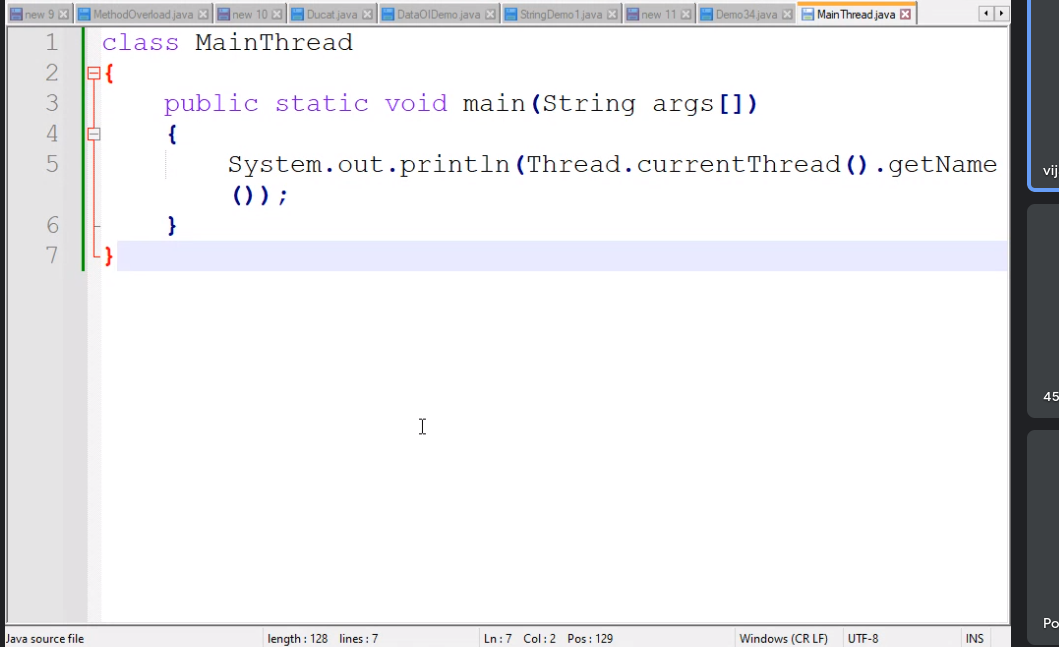 new 9 MethodOverload.java new 10 Ducat.java DataOIDemo.java StringDemo1.java new 11 Demo34.java MainThread.java
1 class MainThread
2 {
3 public static void main(String args[])
4 {
5 System.out.println(Thread.currentThread().getName
());
6 }
7 }
vij
45
Po
Java source file length : 128 lines : 7 Ln : 7 Col : 2 Pos : 129 Windows (CR LF) UTF-8 INS